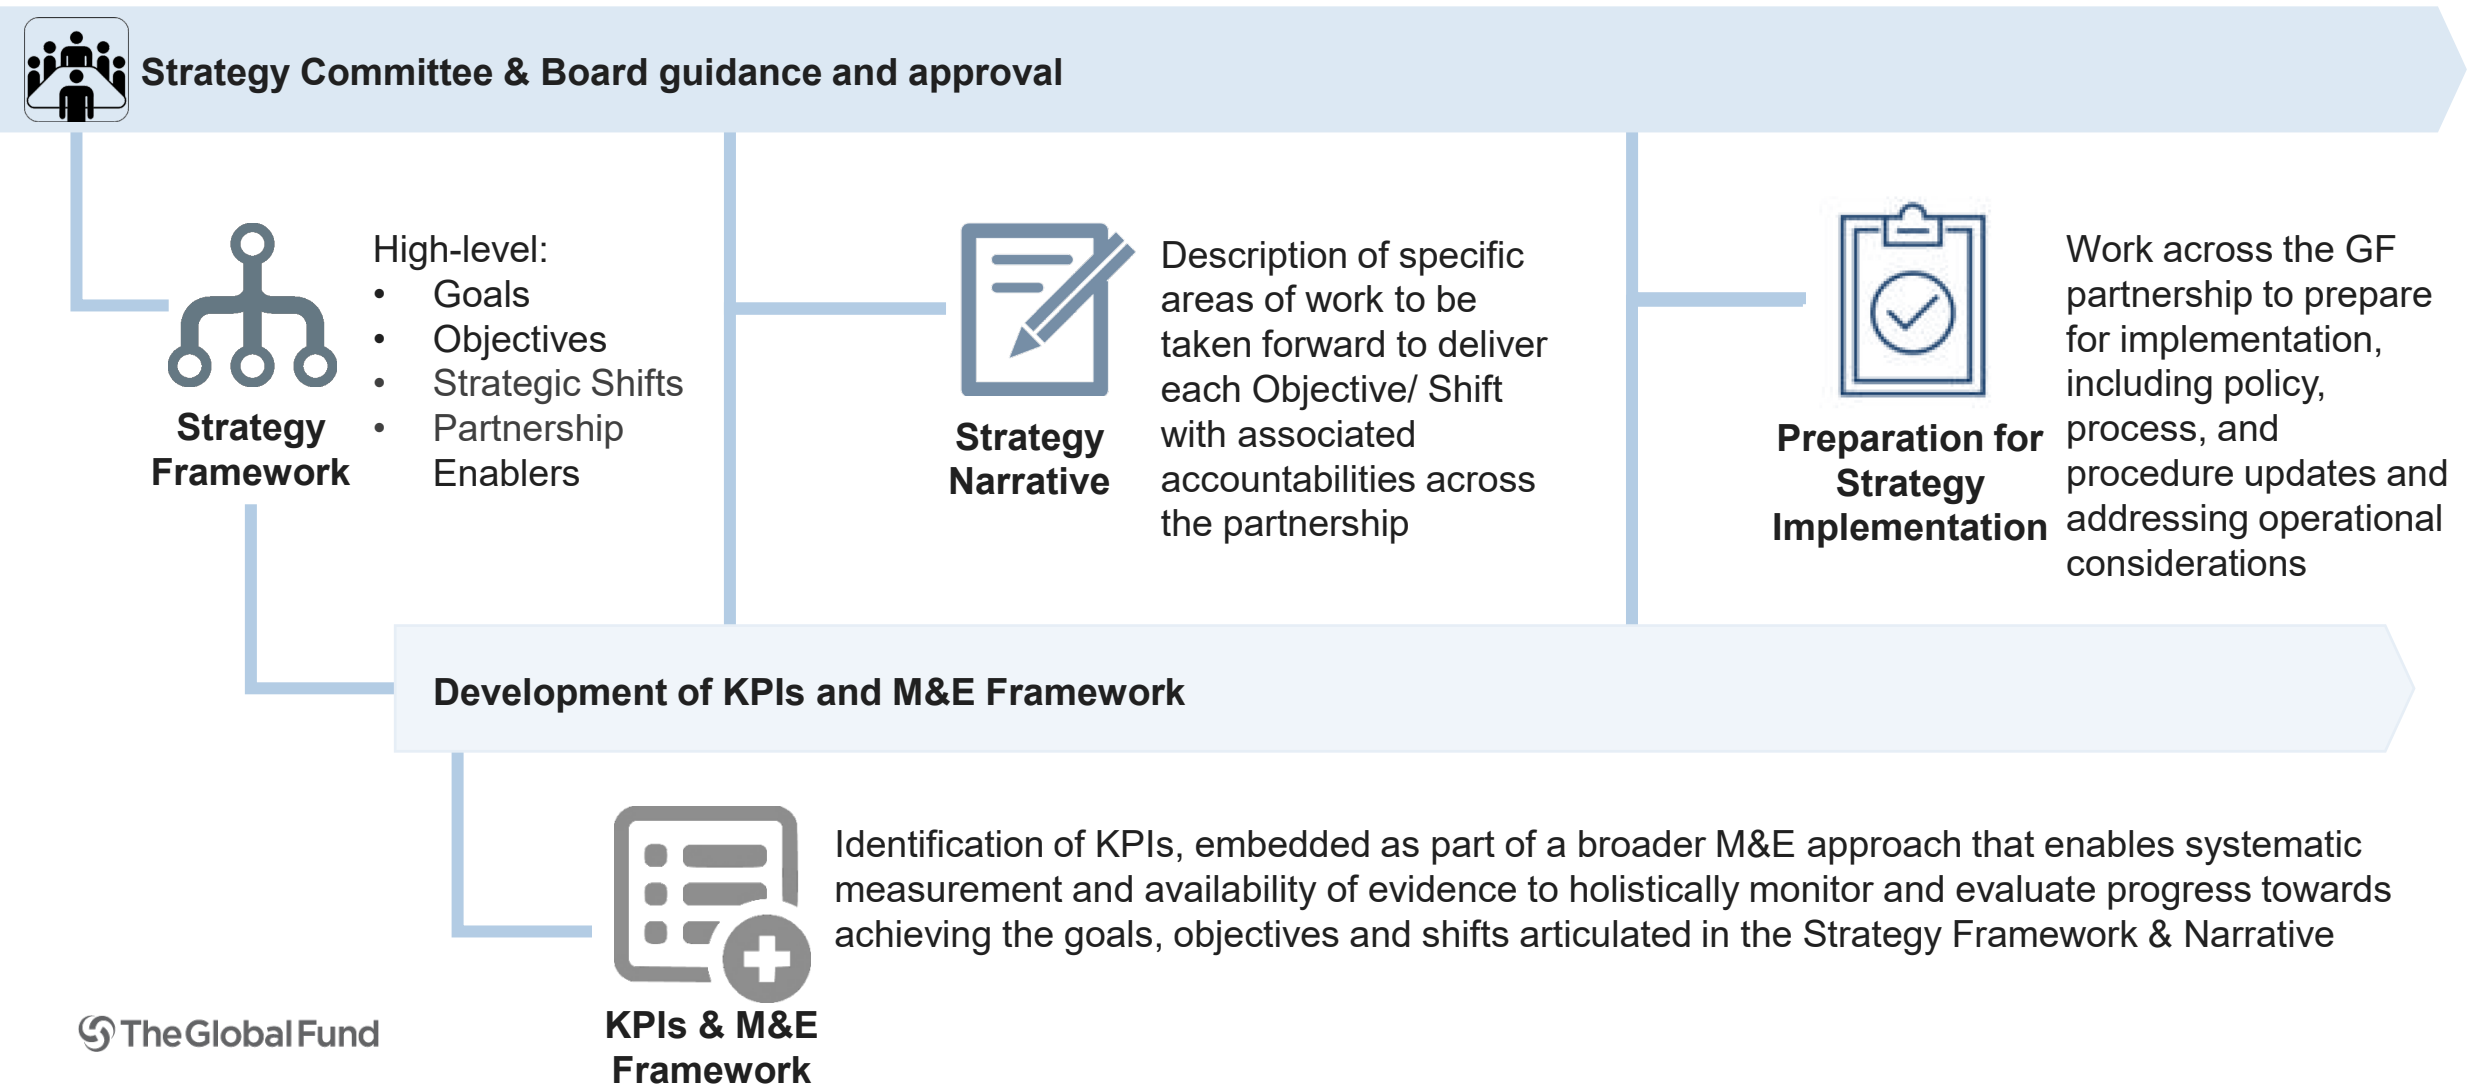 Strategy Committee & Board guidance and approval
High-level:
• Goals
• Objectives
• Strategic Shifts
• Partnership
Enablers
Strategy
Framework
Description of specific
areas of work to be
taken forward to deliver
each Objective/ Shift
with associated
accountabilities across
the partnership
Strategy
Narrative
Work across the GF
partnership to prepare
for implementation,
including policy,
process, and
procedure updates and
addressing operational
considerations
Preparation for
Strategy
Implementation
Development of KPIs and M&E Framework
Identification of KPIs, embedded as part of a broader M&E approach that enables systematic
measurement and availability of evidence to holistically monitor and evaluate progress towards
achieving the goals, objectives and shifts articulated in the Strategy Framework & Narrative
KPIs & M&E
Framework
The Global Fund